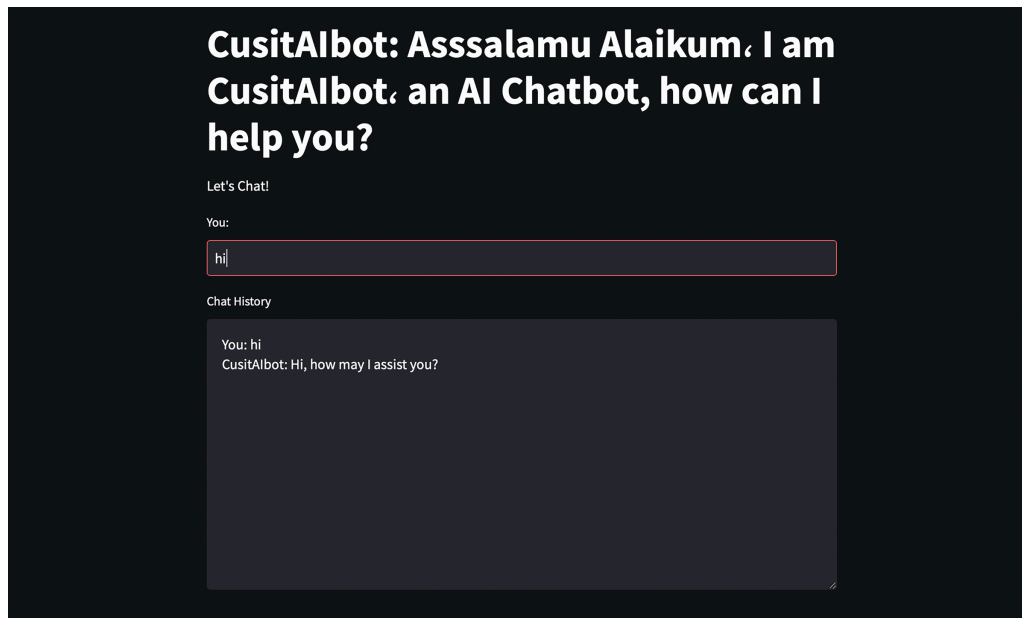 CusitAIbot: Asssalamu Alaikum، I am
CusitAIbot، an AI Chatbot, how can I
help you?
Let's Chat!
You:
hi
Chat History
You: hi
CusitAIbot: Hi, how may I assist you?